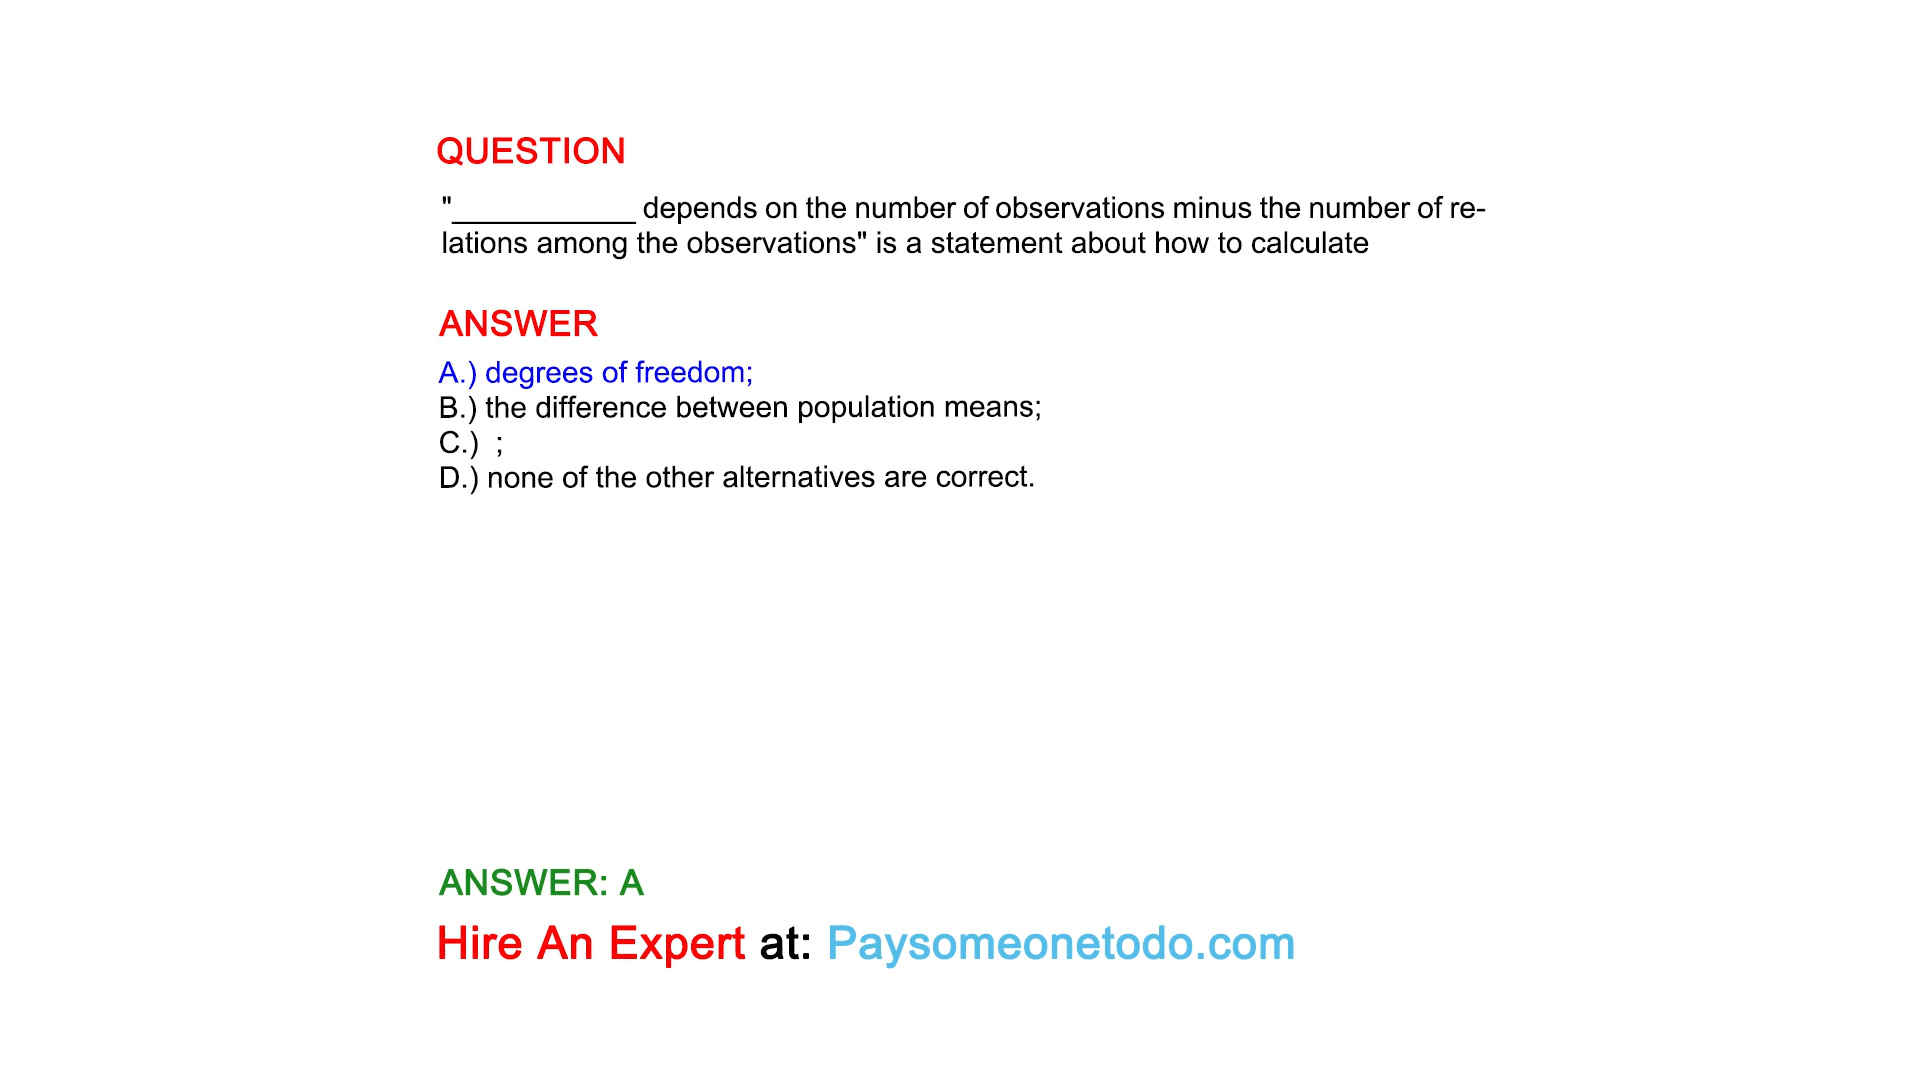 QUESTION
"___________ depends on the number of observations minus the number of re-
lations among the observations" is a statement about how to calculate
ANSWER
A.) degrees of freedom;
B.) the difference between population means;
C.)  ;
D.) none of the other alternatives are correct.
ANSWER: A
Hire An Expert at: Paysomeonetodo.com